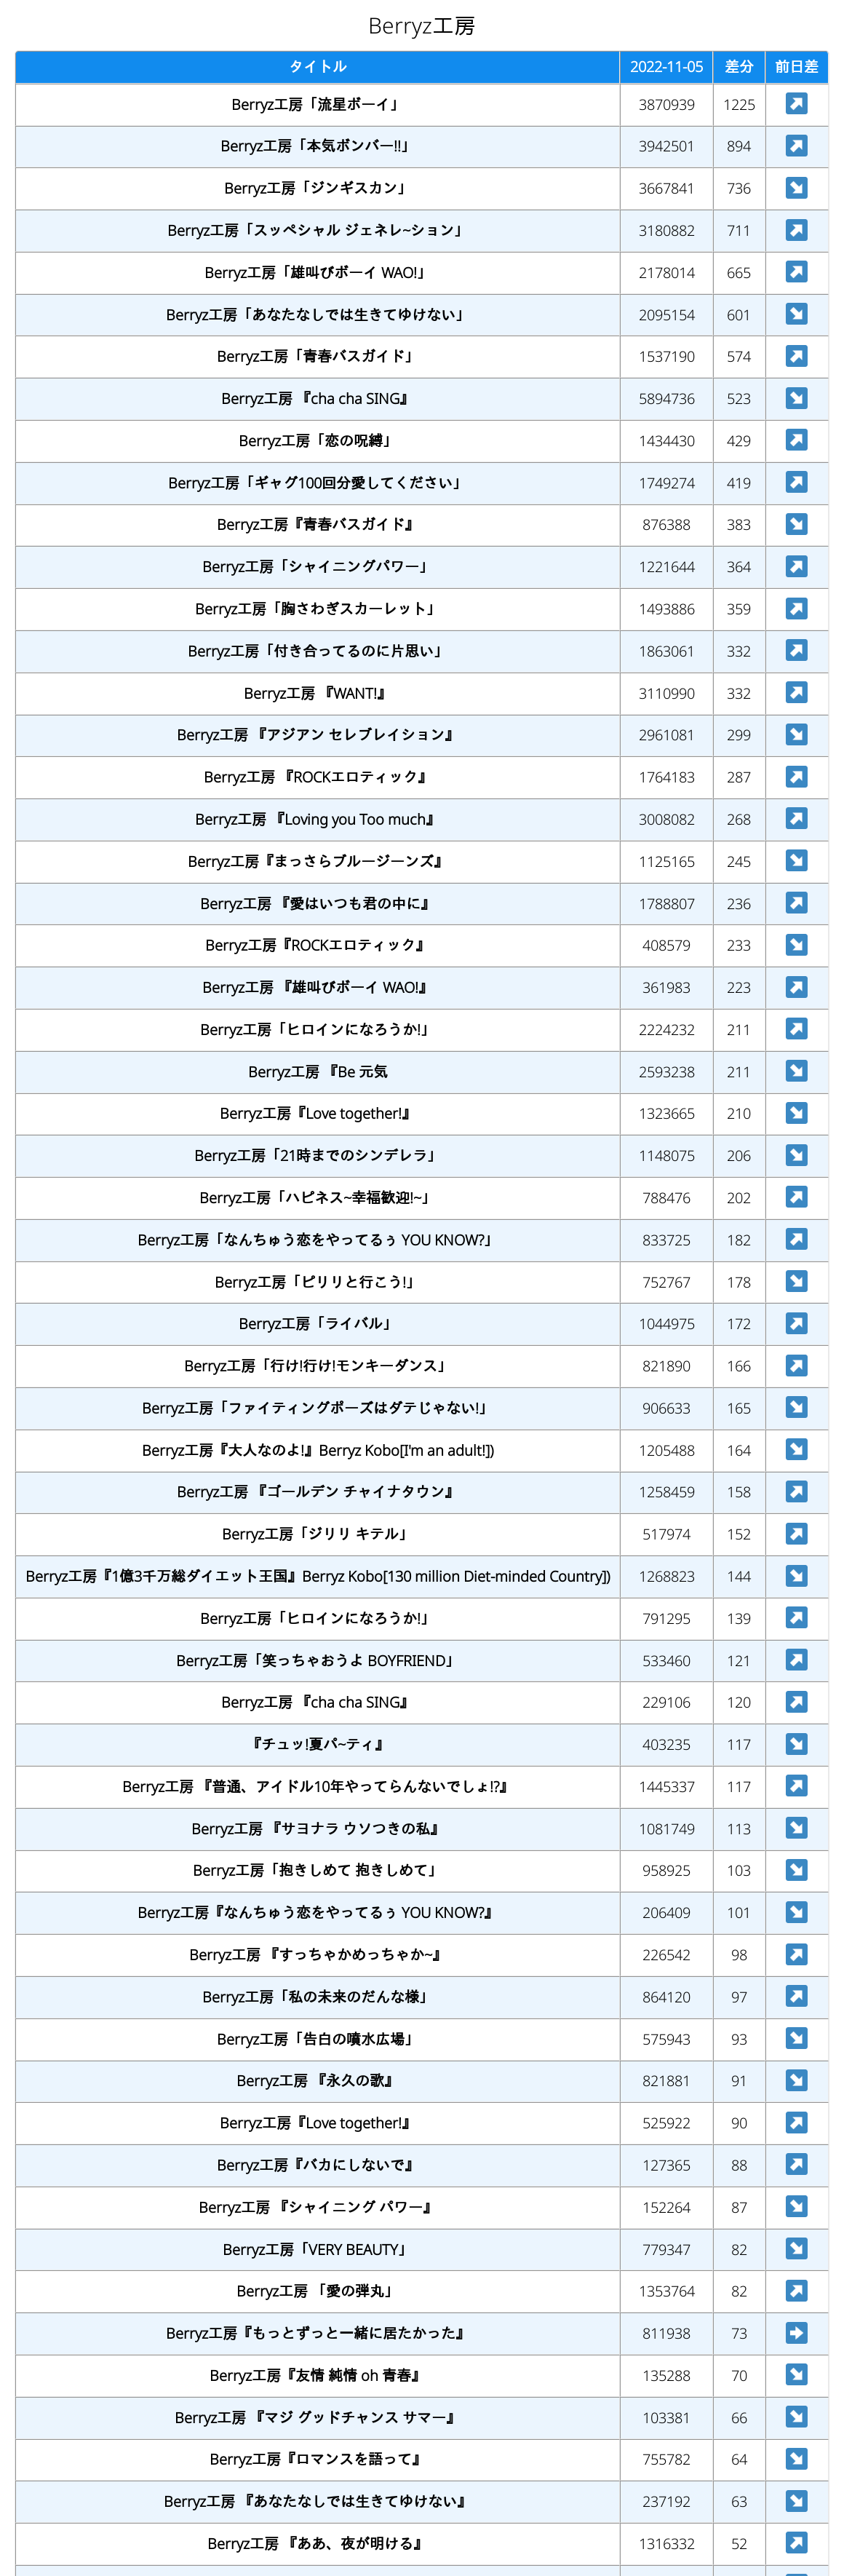 Berryz工房
タイトル 2022-11-05 差分 前日差
Berryz工房「流星ボーイ」 3870939 1225 ↗
Berryz工房「本気ボンバー!!」 3942501 894 ↗
Berryz工房「ジンギスカン」 3667841 736 ↘
Berryz工房「スッペシャル ジェネレ~ション」 3180882 711 ↗
Berryz工房「雄叫びボーイ WAO!」 2178014 665 ↗
Berryz工房「あなたなしでは生きてゆけない」 2095154 601 ↘
Berryz工房「青春バスガイド」 1537190 574 ↗
Berryz工房 『cha cha SING』 5894736 523 ↘
Berryz工房「恋の呪縛」 1434430 429 ↗
Berryz工房「ギャグ100回分愛してください」 1749274 419 ↗
Berryz工房『青春バスガイド』 876388 383 ↘
Berryz工房「シャイニングパワー」 1221644 364 ↗
Berryz工房「胸さわぎスカーレット」 1493886 359 ↗
Berryz工房「付き合ってるのに片思い」 1863061 332 ↗
Berryz工房 『WANT!』 3110990 332 ↗
Berryz工房 『アジアン セレブレイション』 2961081 299 ↘
Berryz工房 『ROCKエロティック』 1764183 287 ↗
Berryz工房 『Loving you Too much』 3008082 268 ↗
Berryz工房『まっさらブルージーンズ』 1125165 245 ↘
Berryz工房 『愛はいつも君の中に』 1788807 236 ↗
Berryz工房『ROCKエロティック』 408579 233 ↘
Berryz工房 『雄叫びボーイ WAO!』 361983 223 ↗
Berryz工房「ヒロインになろうか!」 2224232 211 ↗
Berryz工房 『Be 元気 2593238 211 ↘
Berryz工房『Love together!』 1323665 210 ↘
Berryz工房「21時までのシンデレラ」 1148075 206 ↘
Berryz工房「ハピネス~幸福歓迎!~」 788476 202 ↗
Berryz工房「なんちゅう恋をやってるぅ YOU KNOW?」 833725 182 ↗
Berryz工房「ピリリと行こう!」 752767 178 ↘
Berryz工房「ライバル」 1044975 172 ↗
Berryz工房「行け!行け!モンキーダンス」 821890 166 ↗
Berryz工房「ファイティングポーズはダテじゃない!」 906633 165 ↘
Berryz工房『大人なのよ!』Berryz Kobo[I'm an adult!]) 1205488 164 ↘
Berryz工房 『ゴールデン チャイナタウン』 1258459 158 ↗
Berryz工房「ジリリ キテル」 517974 152 ↗
Berryz工房『1億3千万総ダイエット王国』Berryz Kobo[130 million Diet-minded Country]) 1268823 144 ↘
Berryz工房「ヒロインになろうか!」 791295 139 ↗
Berryz工房「笑っちゃおうよ BOYFRIEND」 533460 121 ↗
Berryz工房 『cha cha SING』 229106 120 ↗
『チュッ!夏パ~ティ』 403235 117 ↘
Berryz工房 『普通、アイドル10年やってらんないでしょ!?』 1445337 117 ↗
Berryz工房 『サヨナラ ウソつきの私』 1081749 113 ↘
Berryz工房「抱きしめて 抱きしめて」 958925 103 ↘
Berryz工房『なんちゅう恋をやってるぅ YOU KNOW?』 206409 101 ↘
Berryz工房 『すっちゃかめっちゃか~』 226542 98 ↗
Berryz工房「私の未来のだんな様」 864120 97 ↗
Berryz工房「告白の噴水広場」 575943 93 ↘
Berryz工房 『永久の歌』 821881 91 ↘
Berryz工房『Love together!』 525922 90 ↗
Berryz工房『バカにしないで』 127365 88 ↗
Berryz工房 『シャイニング パワー』 152264 87 ↘
Berryz工房「VERY BEAUTY」 779347 82 ↘
Berryz工房 「愛の弾丸」 1353764 82 ↗
Berryz工房『もっとずっと一緒に居たかった』 811938 73 ➡
Berryz工房『友情 純情 oh 青春』 135288 70 ↘
Berryz工房 『マジ グッドチャンス サマー』 103381 66 ↘
Berryz工房『ロマンスを語って』 755782 64 ↘
Berryz工房 『あなたなしでは生きてゆけない』 237192 63 ↘
Berryz工房 『ああ、夜が明ける』 1316332 52 ↗